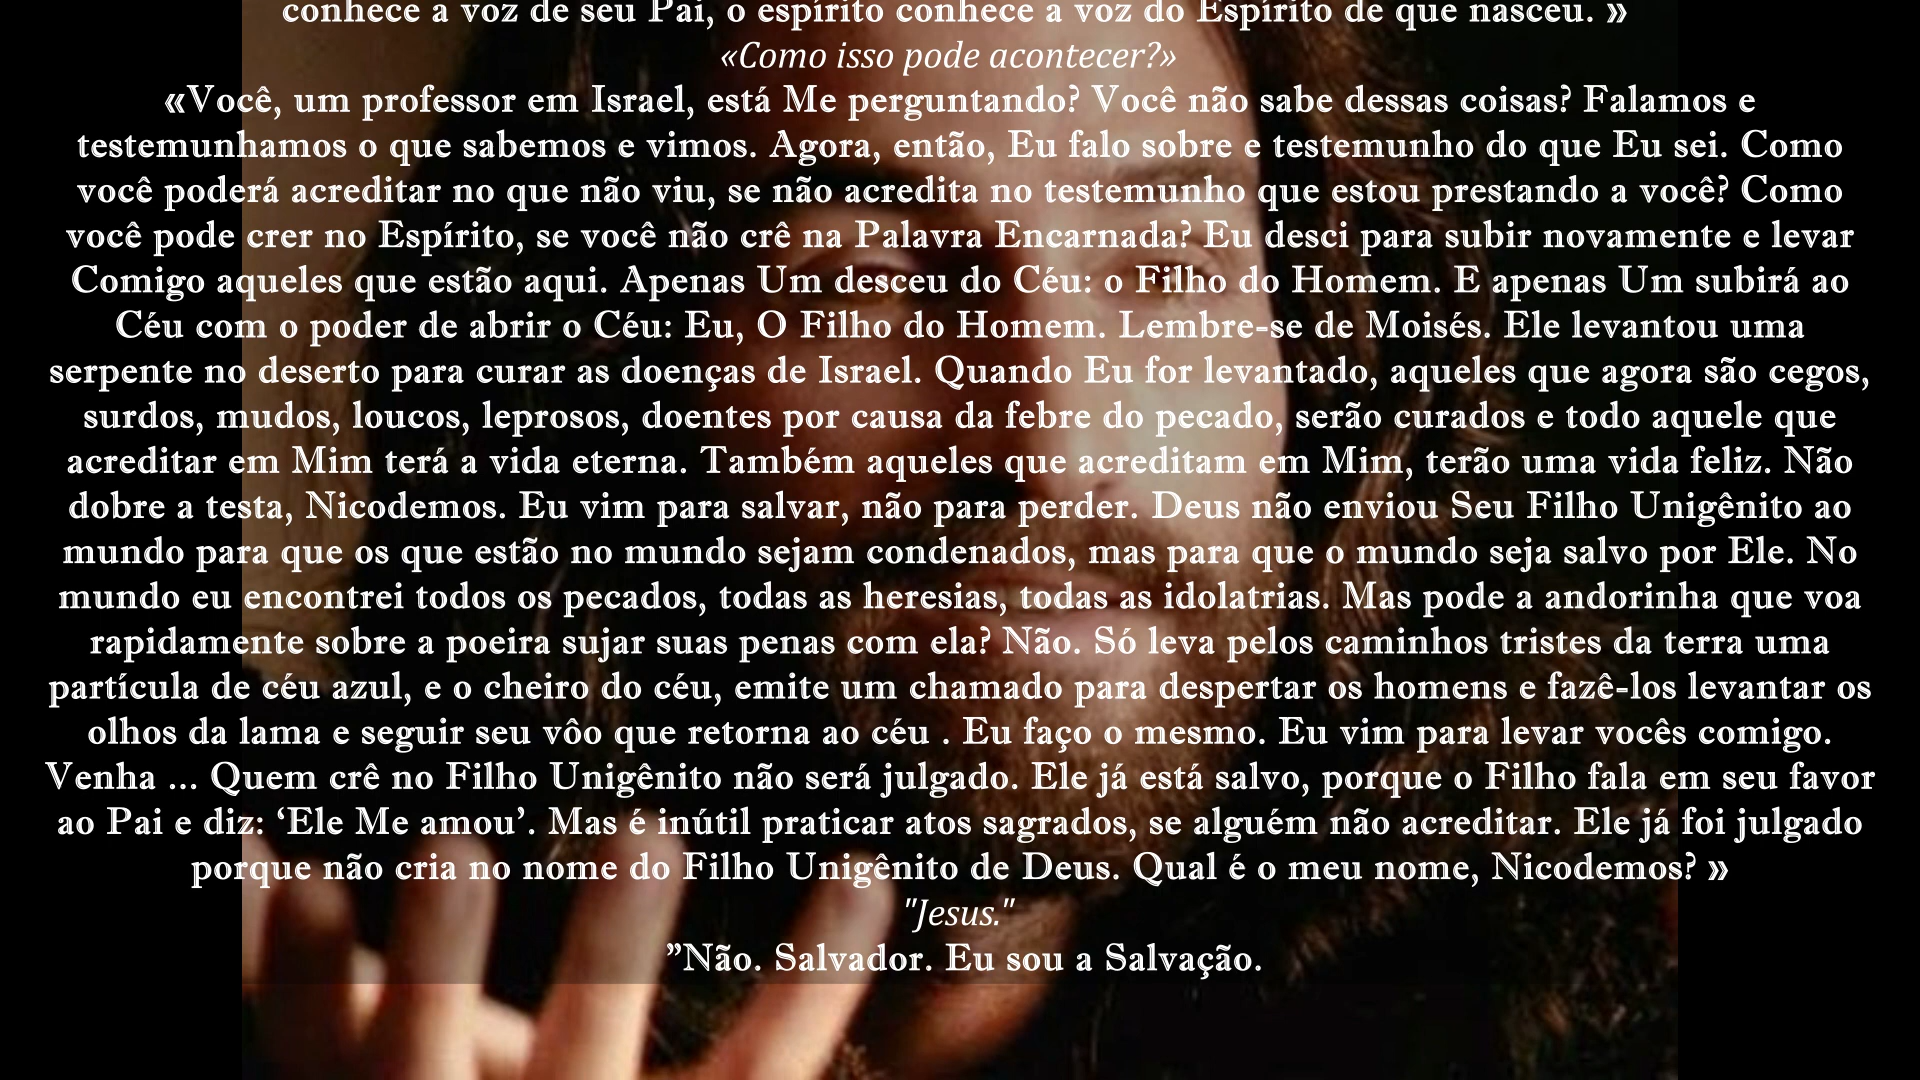 conhece a voz de seu Pai, o espírito conhece a voz do Espírito de que nasceu. »
«Como isso pode acontecer?»
«Você, um professor em Israel, está Me perguntando? Você não sabe dessas coisas? Falamos e
testemunhamos o que sabemos e vimos. Agora, então, Eu falo sobre e testemunho do que Eu sei. Como
você poderá acreditar no que não viu, se não acredita no testemunho que estou prestando a você? Como
você pode crer no Espírito, se você não crê na Palavra Encarnada? Eu desci para subir novamente e levar
Comigo aqueles que estão aqui. Apenas Um desceu do Céu: o Filho do Homem. E apenas Um subirá ao
Céu com o poder de abrir o Céu: Eu, O Filho do Homem. Lembre-se de Moisés. Ele levantou uma
serpente no deserto para curar as doenças de Israel. Quando Eu for levantado, aqueles que agora são cegos,
surdos, mudos, loucos, leprosos, doentes por causa da febre do pecado, serão curados e todo aquele que
acreditar em Mim terá a vida eterna. Também aqueles que acreditam em Mim, terão uma vida feliz. Não
dobre a testa, Nicodemos. Eu vim para salvar, não para perder. Deus não enviou Seu Filho Unigênito ao
mundo para que os que estão no mundo sejam condenados, mas para que o mundo seja salvo por Ele. No
mundo eu encontrei todos os pecados, todas as heresias, todas as idolatrias. Mas pode a andorinha que voa
rapidamente sobre a poeira sujar suas penas com ela? Não. Só leva pelos caminhos tristes da terra uma
partícula de céu azul, e o cheiro do céu, emite um chamado para despertar os homens e fazê-los levantar os
olhos da lama e seguir seu vôo que retorna ao céu . Eu faço o mesmo. Eu vim para levar vocês comigo.
Venha ... Quem crê no Filho Unigênito não será julgado. Ele já está salvo, porque o Filho fala em seu favor
ao Pai e diz: ‘Ele Me amou’. Mas é inútil praticar atos sagrados, se alguém não acreditar. Ele já foi julgado
porque não cria no nome do Filho Unigênito de Deus. Qual é o meu nome, Nicodemos? »
"Jesus."
”Não. Salvador. Eu sou a Salvação.